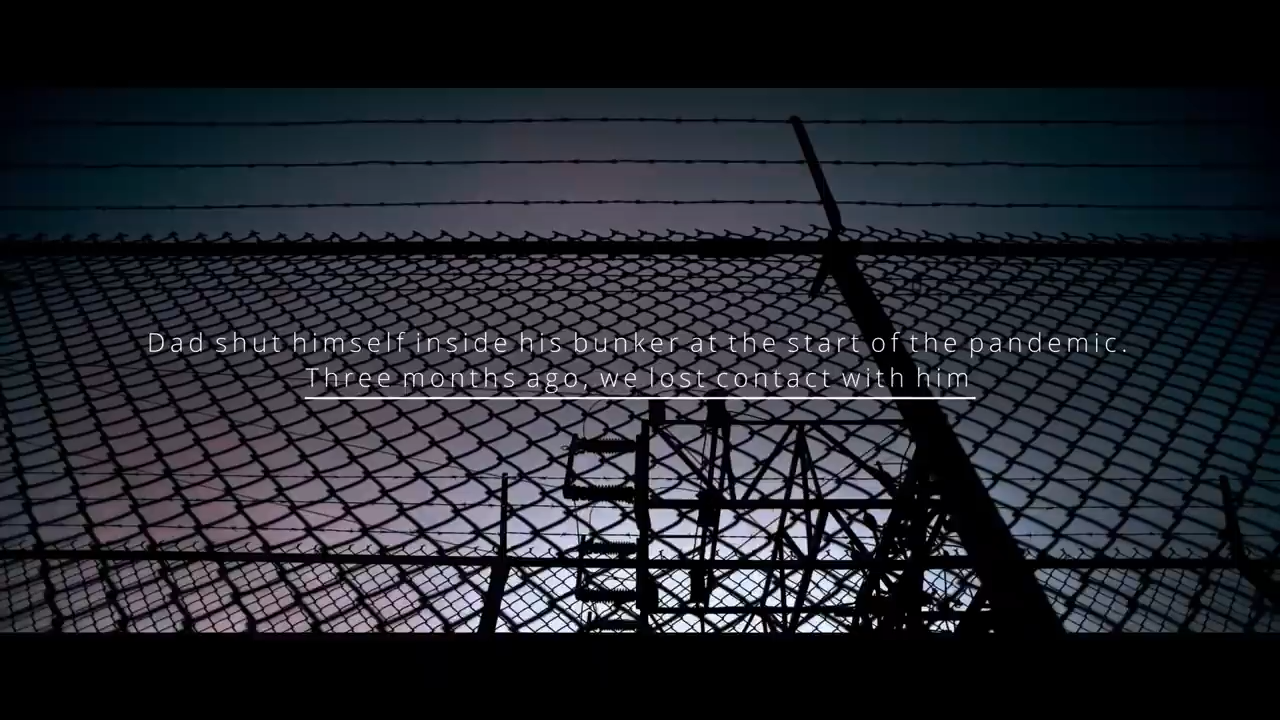 Dad shut himself inside his bunker at the start of the pandemic.
Three months ago, we lost contact with him